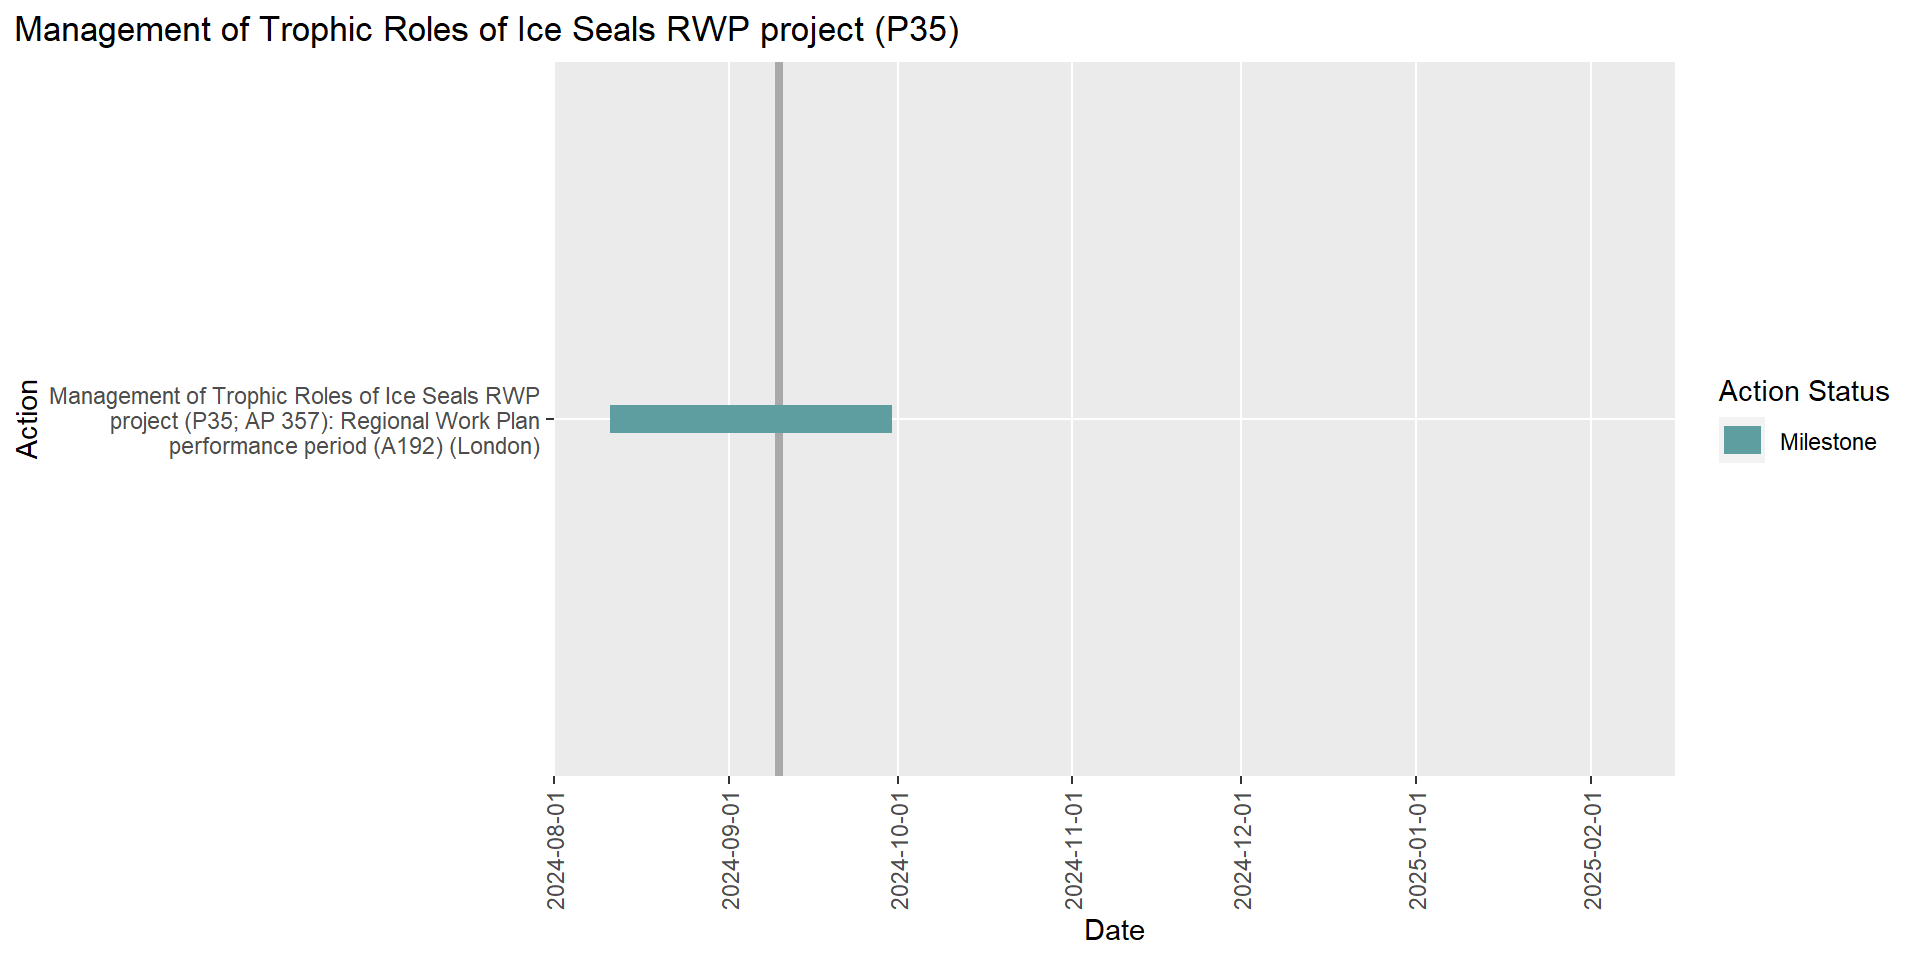 Management of Trophic Roles of Ice Seals RWP project (P35)
Action
Management of Trophic Roles of Ice Seals RWP
project (P35; AP 357): Regional Work Plan
performance period (A192) (London)
2024-08-01
2024-09-01
2024-10-01
2024-11-01
2024-12-01
2025-01-01
2025-02-01
Date
Action Status
Milestone